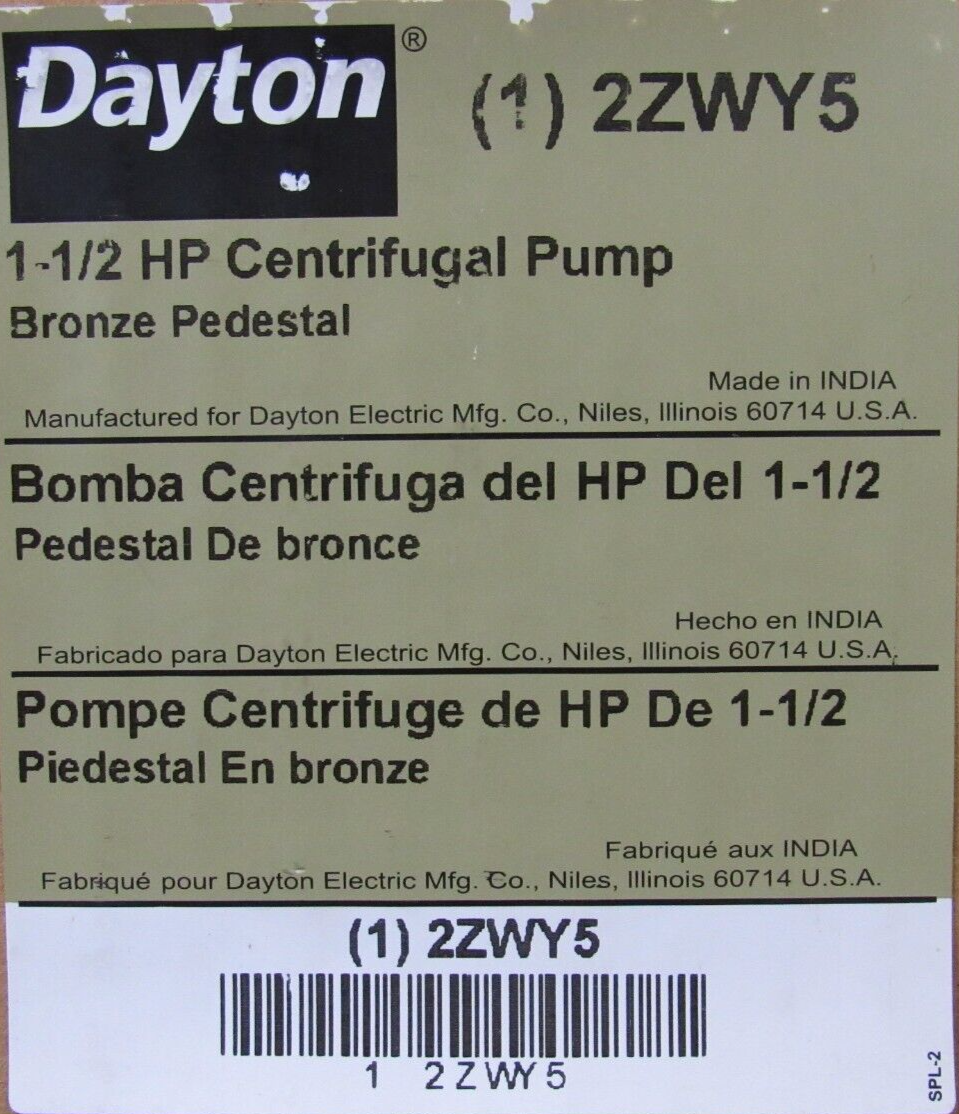 Dayton®
(1) 2ZWY5
1-1/2 HP Centrifugal Pump
Bronze Pedestal
Made in INDIA
Manufactured for Dayton Electric Mfg. Co., Niles, Illinois 60714 U.S.A.
Bomba Centrifuga del HP Del 1-1/2
Pedestal De bronce
Hecho en INDIA
Fabricado para Dayton Electric Mfg. Co., Niles, Illinois 60714 U.S.A.
Pompe Centrifuge de HP De 1-1/2
Piedestal En bronze
Fabriqué aux INDIA
Fabriqué pour Dayton Electric Mfg. Co., Niles, Illinois 60714 U.S.A.
(1) 2ZWY5
1 2ZWY5
SPL-2